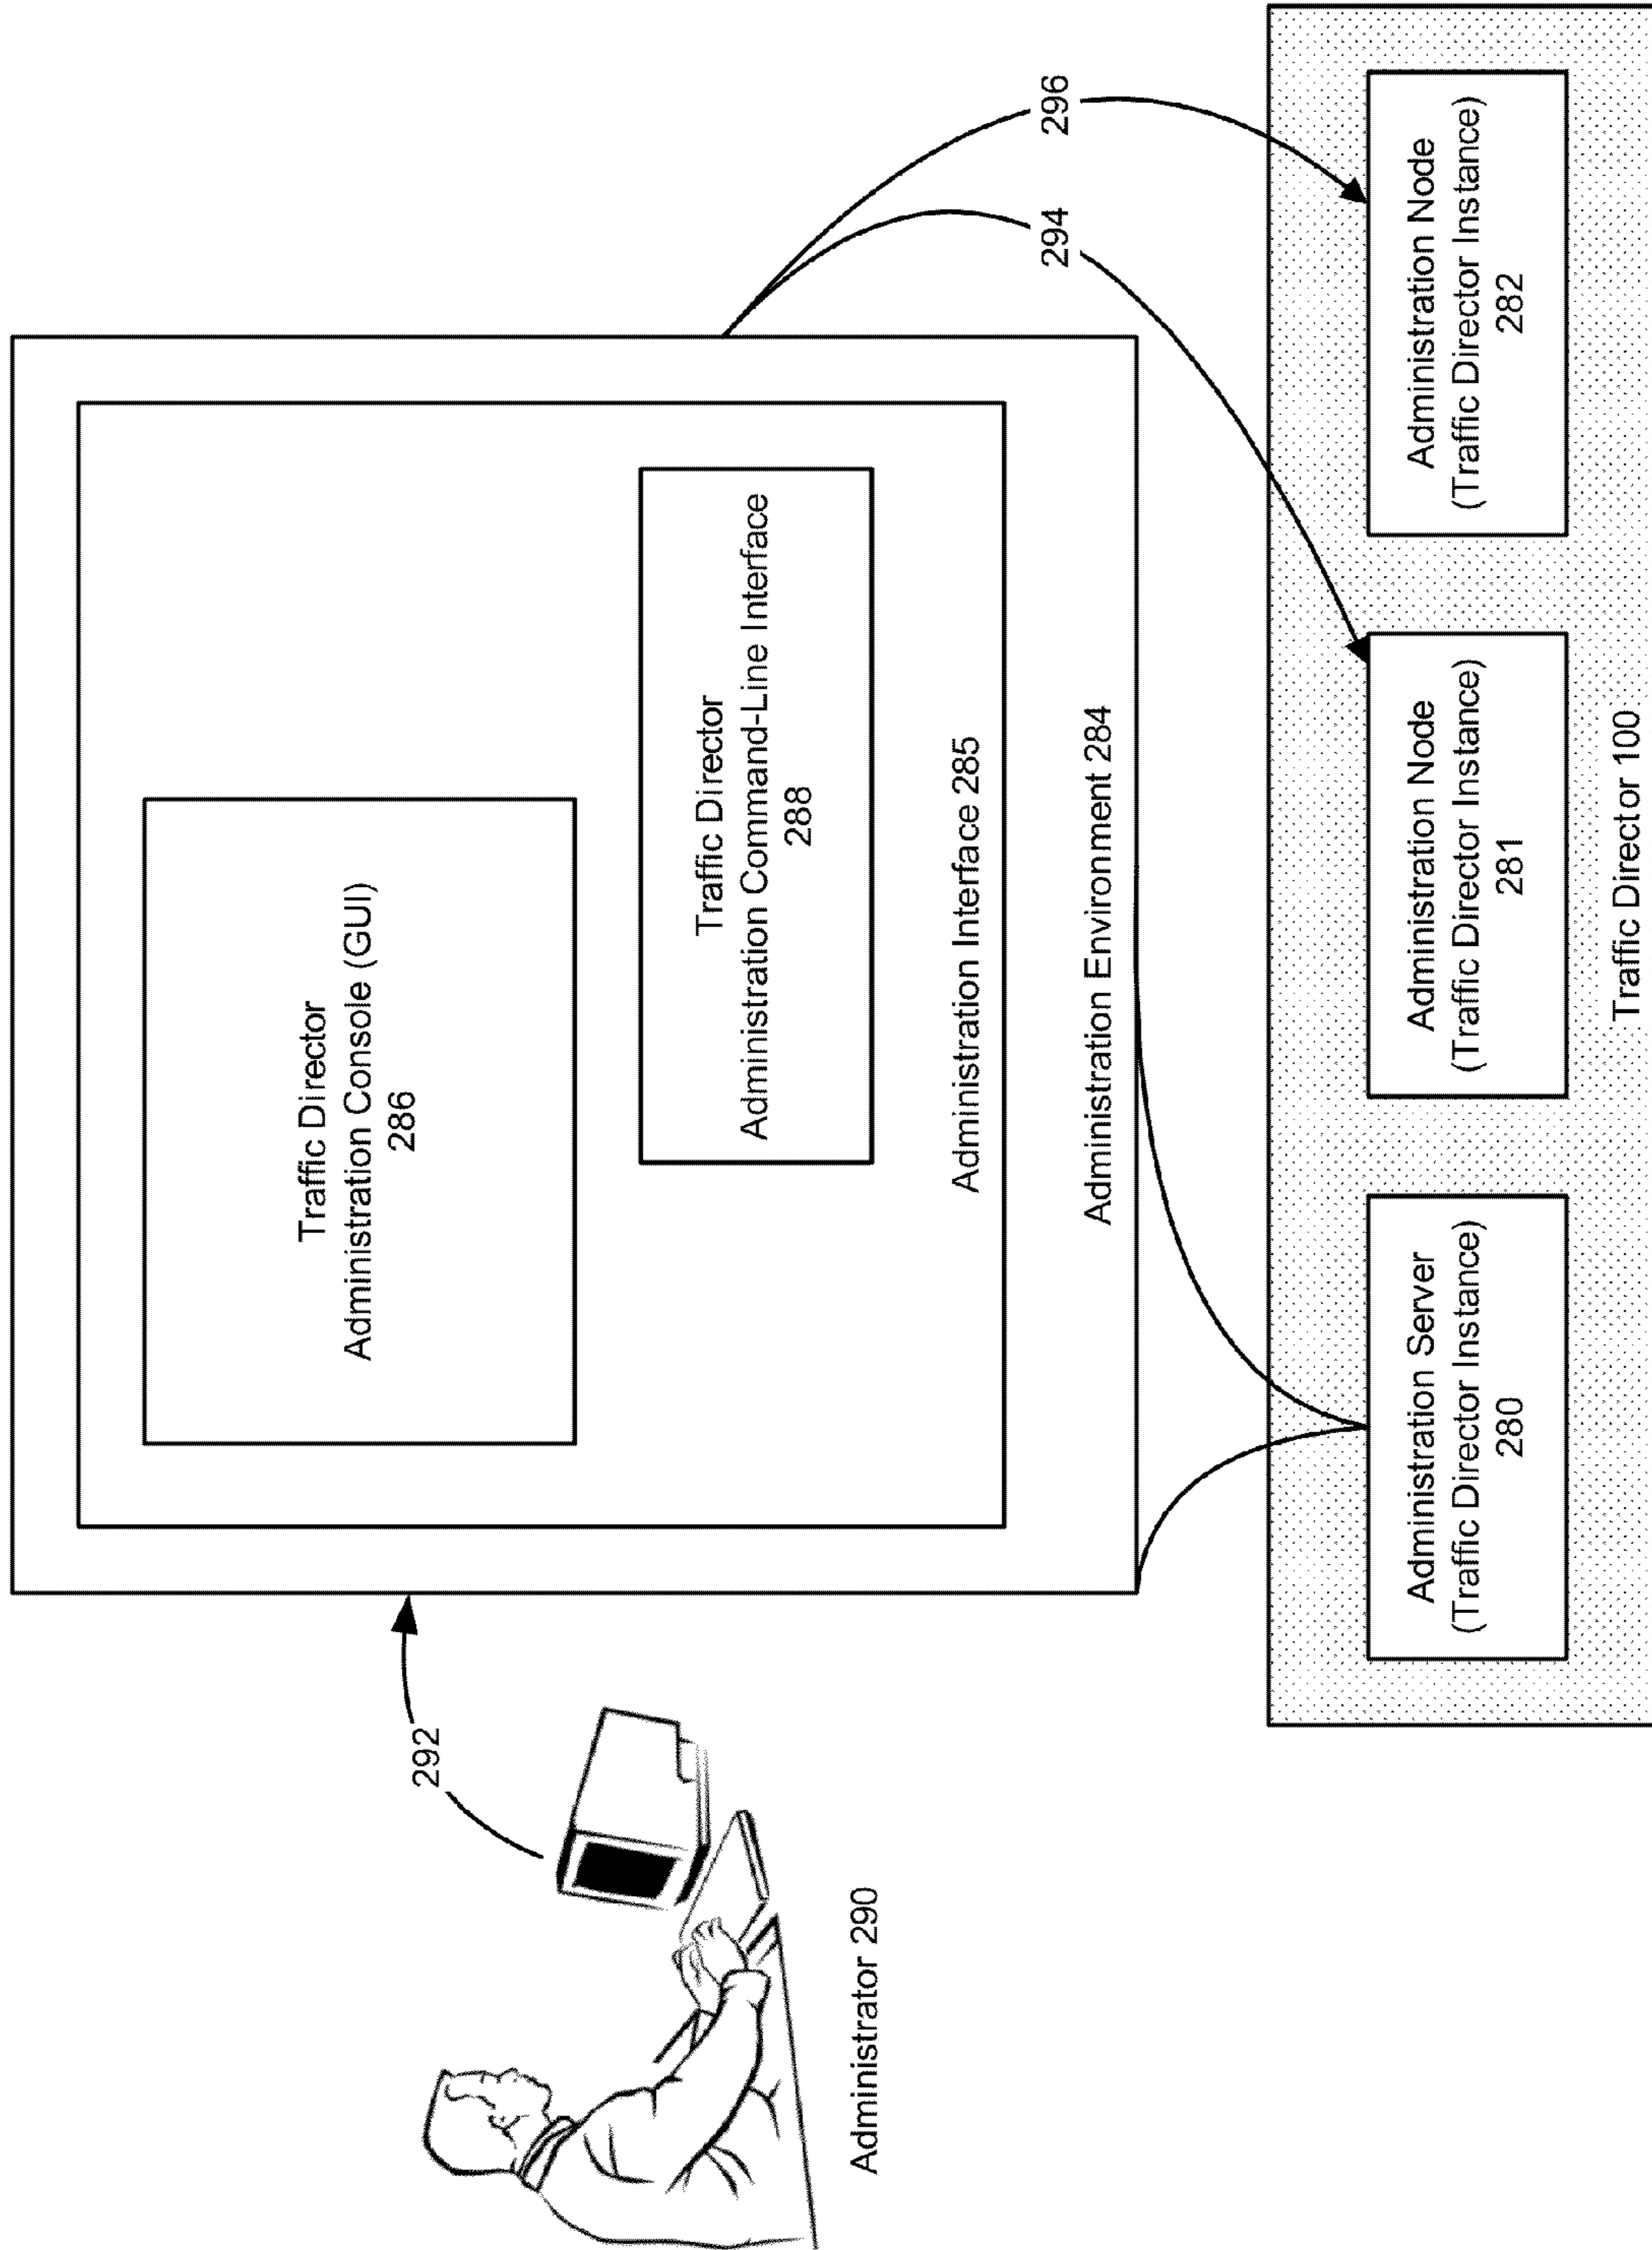 Traffic Director
Administration Console (GUI)
286
Traffic Director
Administration Command-Line Interface
288
Administration Interface 285
Administration Environment 284
292
Administrator 290
294
296
Administration Server
(Traffic Director Instance)
280
Administration Node
(Traffic Director Instance)
281
Administration Node
(Traffic Director Instance)
282
Traffic Director 100